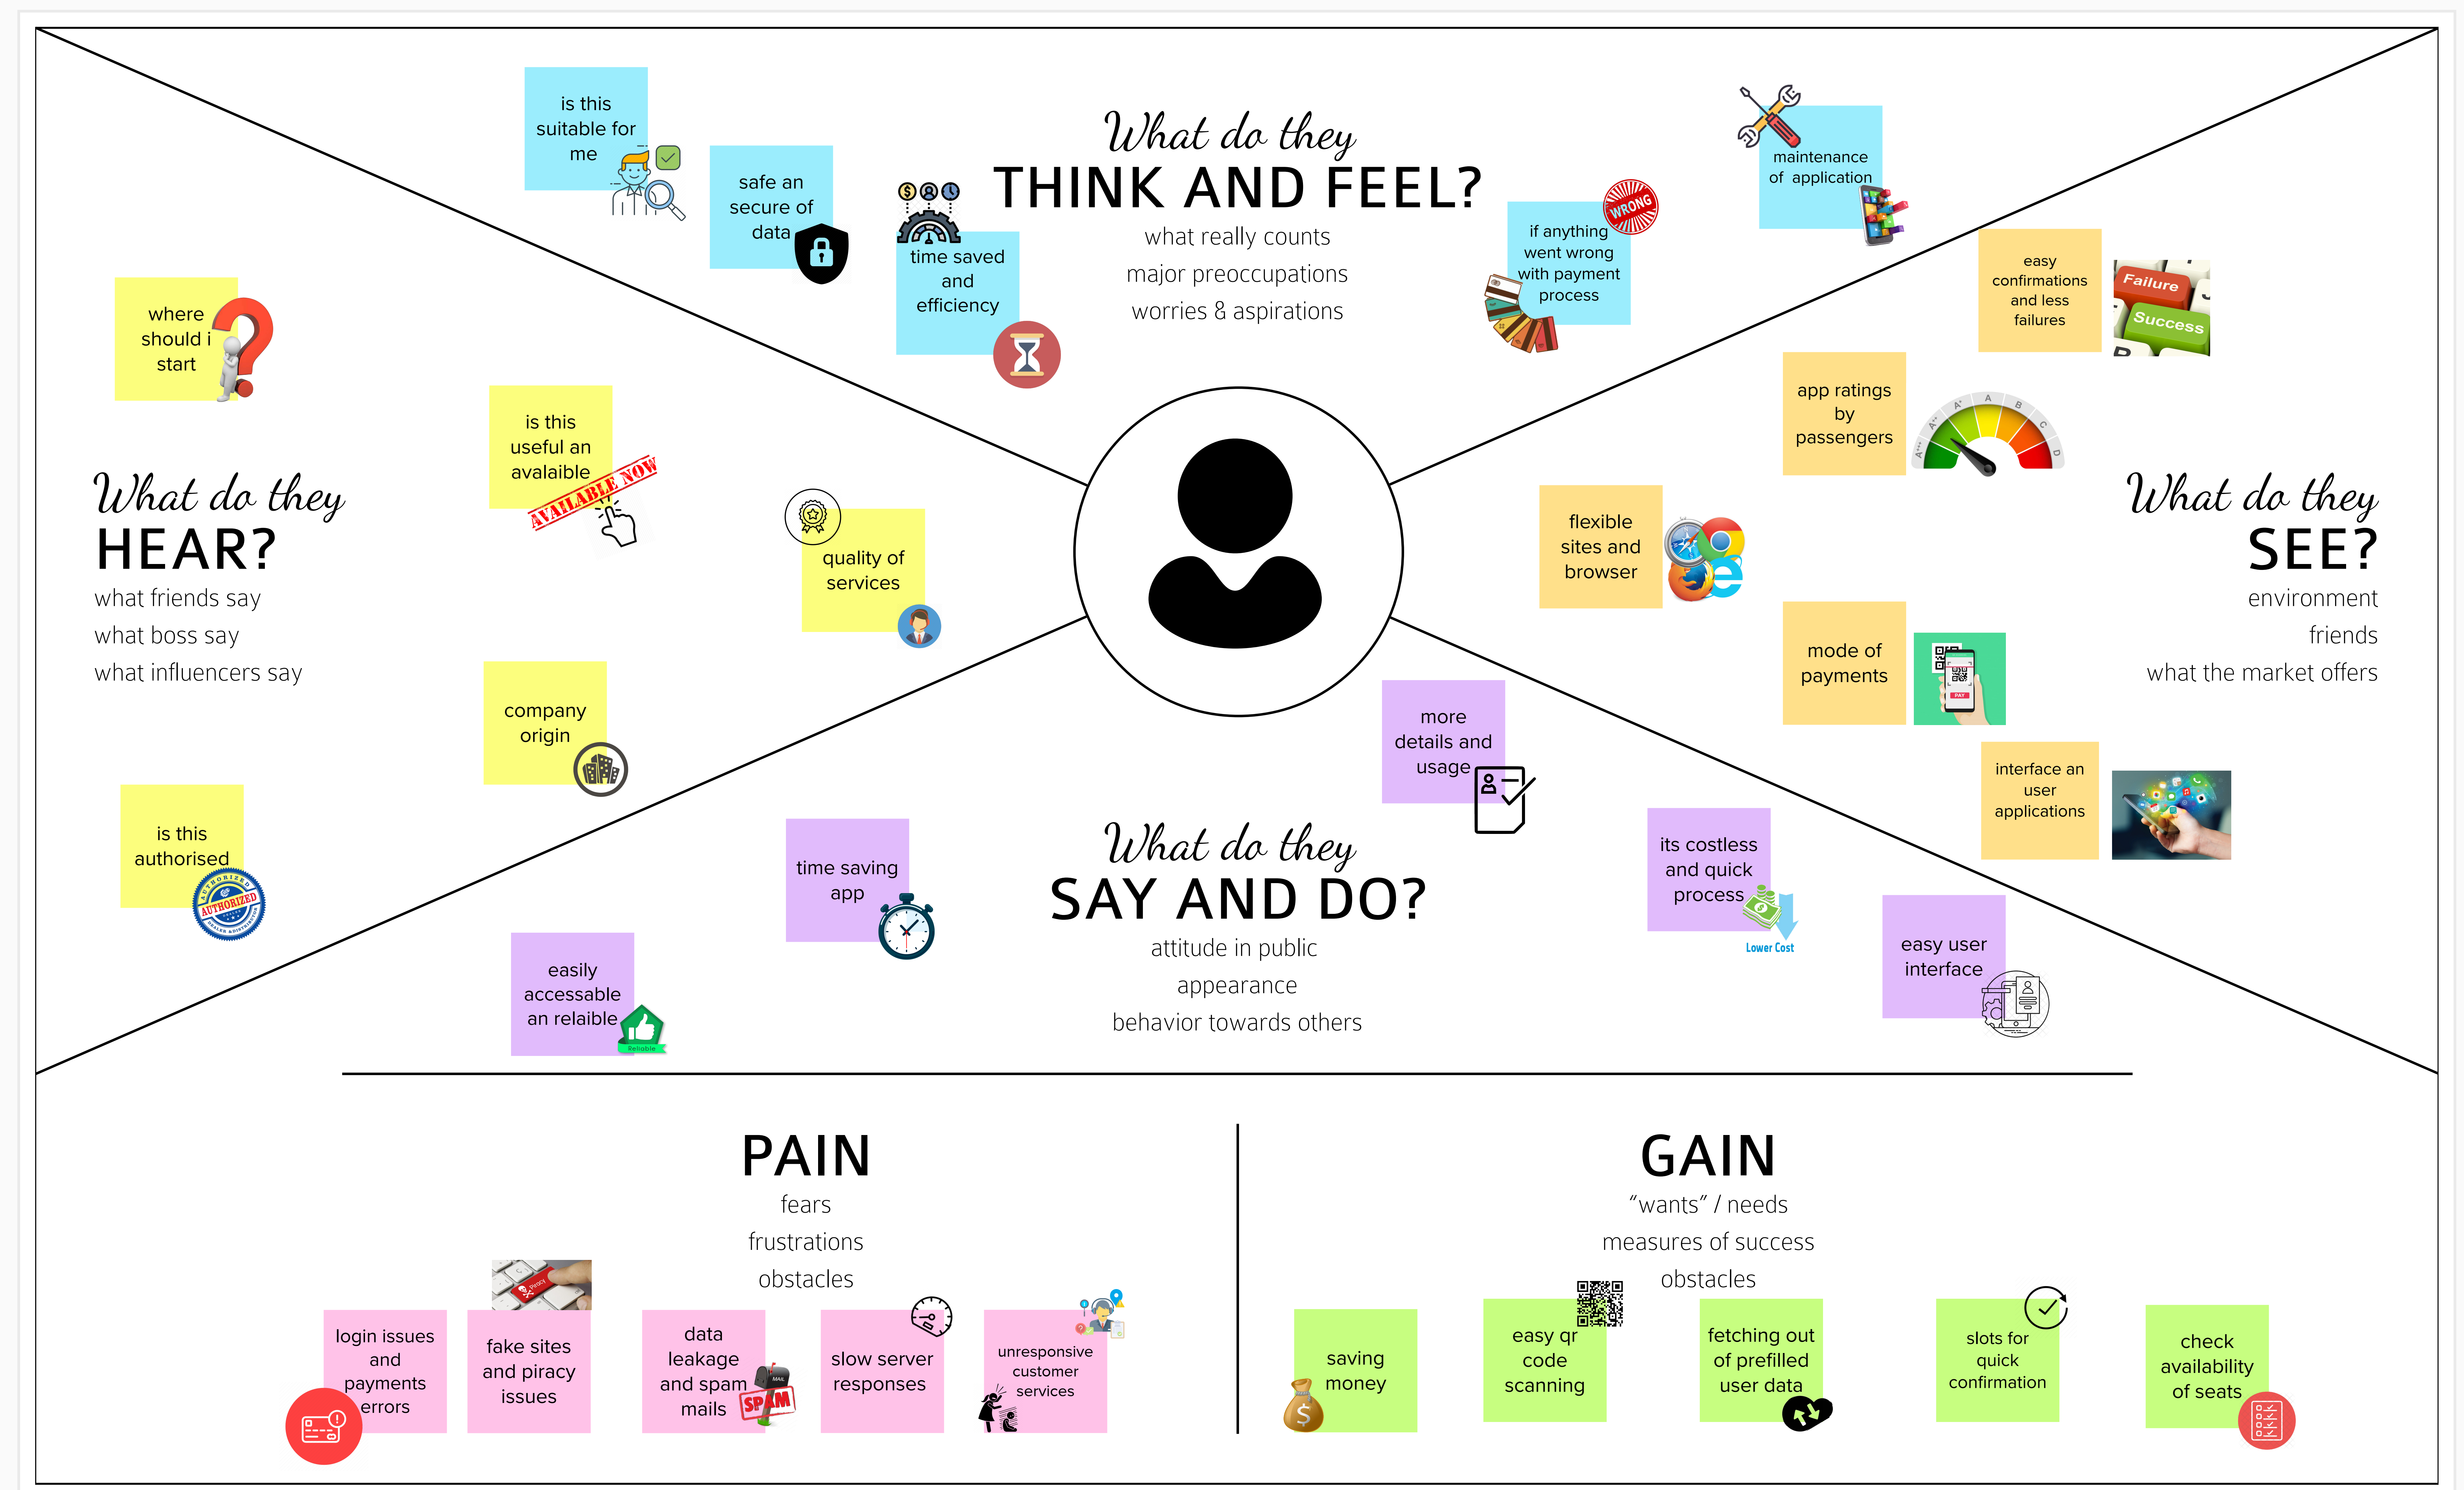 What do they
THINK AND FEEL?
what really counts
major preoccupations
worries & aspirations
is this
suitable for
me
safe an
secure of
data
time saved
and
efficiency
WRONG
if anything
went wrong
with payment
process
maintenance
of application
What do they
HEAR?
what friends say
what boss say
what influencers say
where
should i
start
is this
useful an
avalaible
AVAILABLE NOW
quality of
services
company
origin
is this
authorised
AUTHORIZED
AUTHORIZED
DEALER & DISTRIBUTOR
What do they
SEE?
environment
friends
what the market offers
easy
confirmations
and less
failures
Failure
Success
app ratings
by
passengers
A+++
A++
A+
A
B
C
D
flexible
sites and
browser
mode of
payments
PAY
interface an
user
applications
What do they
SAY AND DO?
attitude in public
appearance
behavior towards others
more
details and
usage
time saving
app
easily
accessable
an relaible
Reliable
its costless
and quick
process
Lower Cost
easy user
interface
PAIN
fears
frustrations
obstacles
Piracy
login issues
and
payments
errors
fake sites
and piracy
issues
data
leakage
and spam
mails
MAIL
SPAM
slow server
responses
unresponsive
customer
services
GAIN
“wants” / needs
measures of success
obstacles
saving
money
easy qr
code
scanning
fetching out
of prefilled
user data
slots for
quick
confirmation
check
availability
of seats